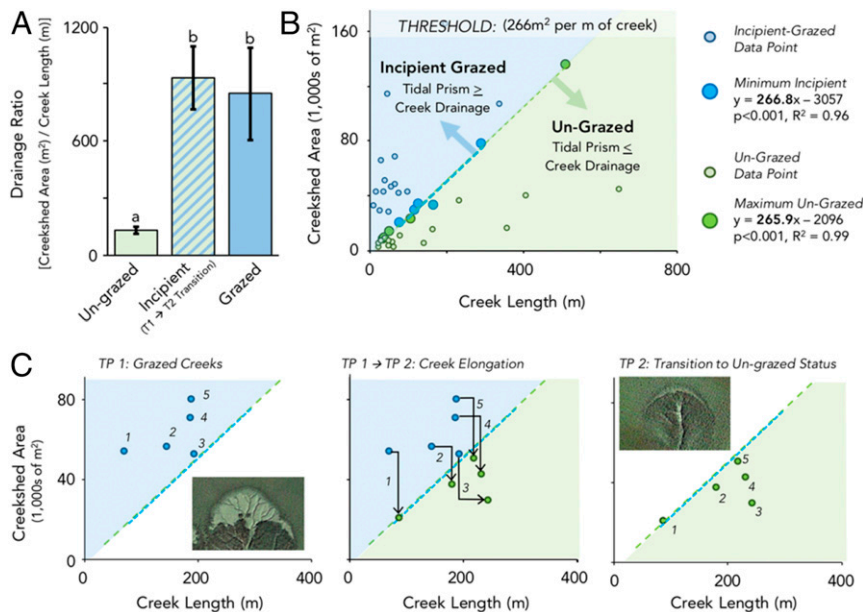 A
1200
900
600
300
0
Drainage Ratio
[Creekshed Area (m²) / Creek Length (m)]
a
b
b
Un-grazed
Incipient
(T1 → T2 Transition)
Grazed
B
THRESHOLD: (266m² per m of creek)
160
80
40
0
Creekshed Area (1,000s of m²)
Incipient Grazed
Tidal Prism ≥
Creek Drainage
Un-Grazed
Tidal Prism ≤
Creek Drainage
0
400
800
Creek Length (m)
Incipient-Grazed
Data Point
Minimum Incipient
y = 266.8x – 3057
p<0.001, R² = 0.96
Un-Grazed
Data Point
Maximum Un-Grazed
y = 265.9x – 2096
p<0.001, R² = 0.99
C
TP 1: Grazed Creeks
80
40
0
Creekshed Area
(1,000s of m²)
1
2
3
4
5
0
200
400
Creek Length (m)
TP 1 → TP 2: Creek Elongation
1
2
3
4
5
0
200
400
Creek Length (m)
TP 2: Transition to Un-grazed Status
1
2
3
4
5
0
200
400
Creek Length (m)